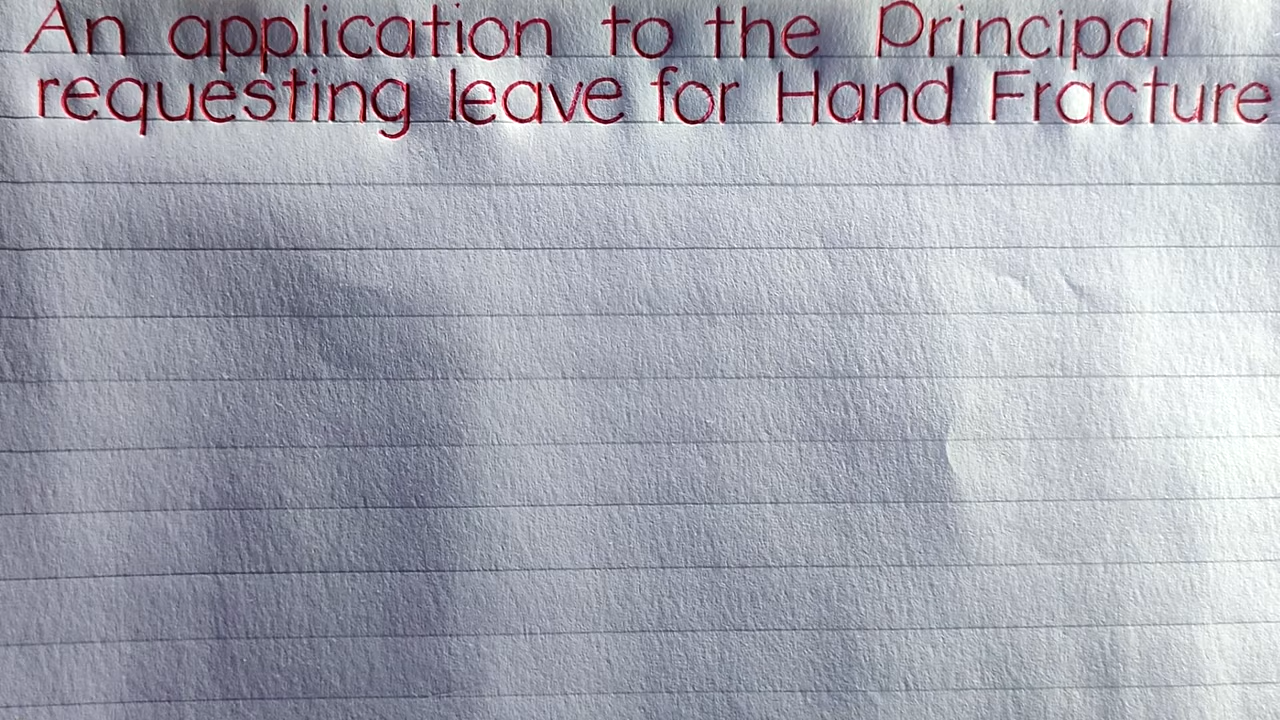 An application to the Principal
requesting leave for Hand Fracture